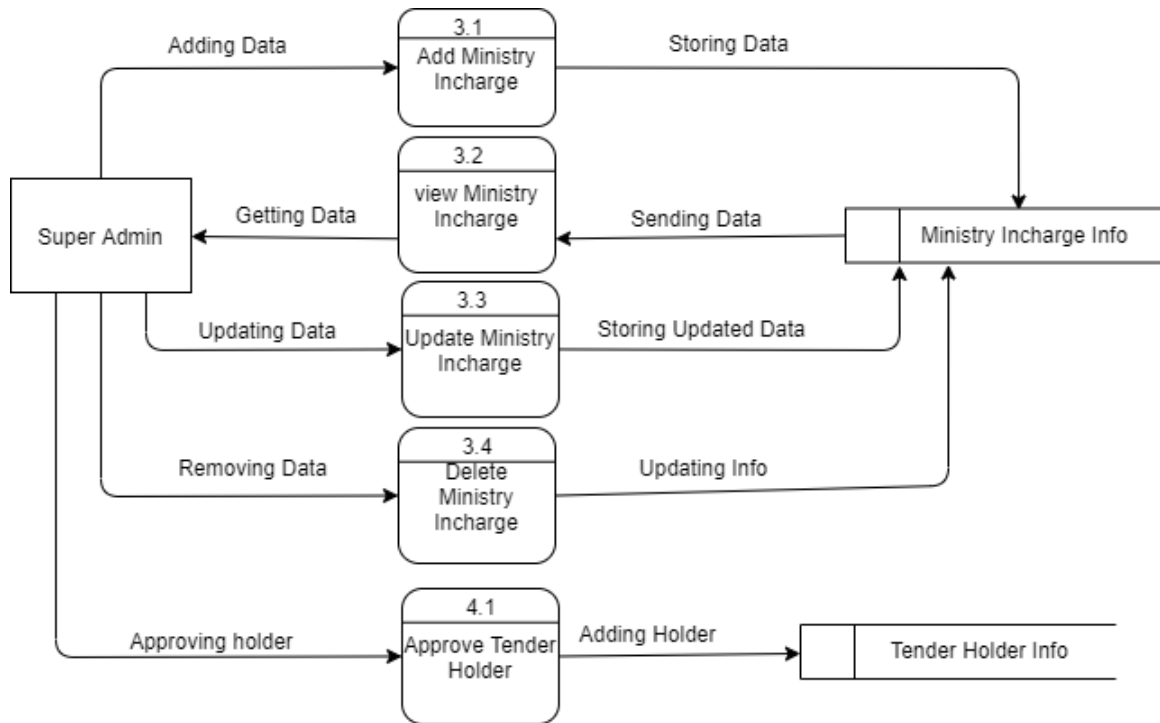 3.1
Adding Data
Storing Data
Add Ministry
Incharge
3.2
view Ministry
Incharge
Getting Data
Sending Data
Super Admin
Ministry Incharge Info
3.3
Updating Data
Storing Updated Data
Update Ministry
Incharge
3.4
Removing Data
Updating Info
Delete
Ministry
Incharge
4.1
Approving holder
Adding Holder
Approve Tender
Holder
Tender Holder Info